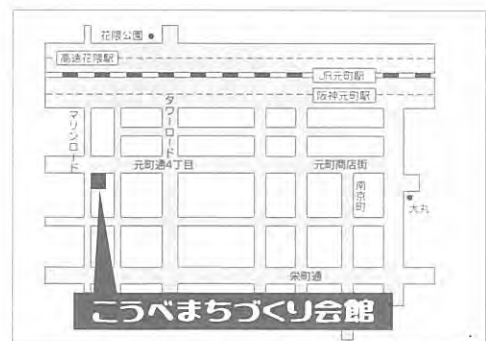 花隈公園
高速花隈駅
JR元町駅
阪神元町駅
マリンロード
タワーロード
元町通4丁目
元町商店街
南京町
大丸
栄町通
こうべまちづくり会館